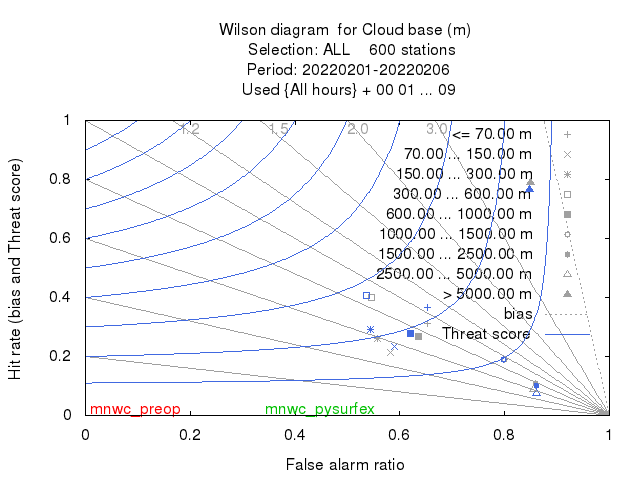 Wilson diagram for Cloud base (m)
Selection: ALL 600 stations
Period: 20220201-20220206
Used {All hours} + 00 01 ... 09
1.2 1.5 2.0 3.0
<= 70.00 m
70.00 ... 150.00 m
150.00 ... 300.00 m
300.00 ... 600.00 m
600.00 ... 1000.00 m
1000.00 ... 1500.00 m
1500.00 ... 2500.00 m
2500.00 ... 5000.00 m
> 5000.00 m
bias
Threat score
Hit rate (bias and Threat score)
1
0.8
0.6
0.4
0.2
0
mnwc_preop mnwc_pysurfex
0 0.2 0.4 0.6 0.8 1
False alarm ratio